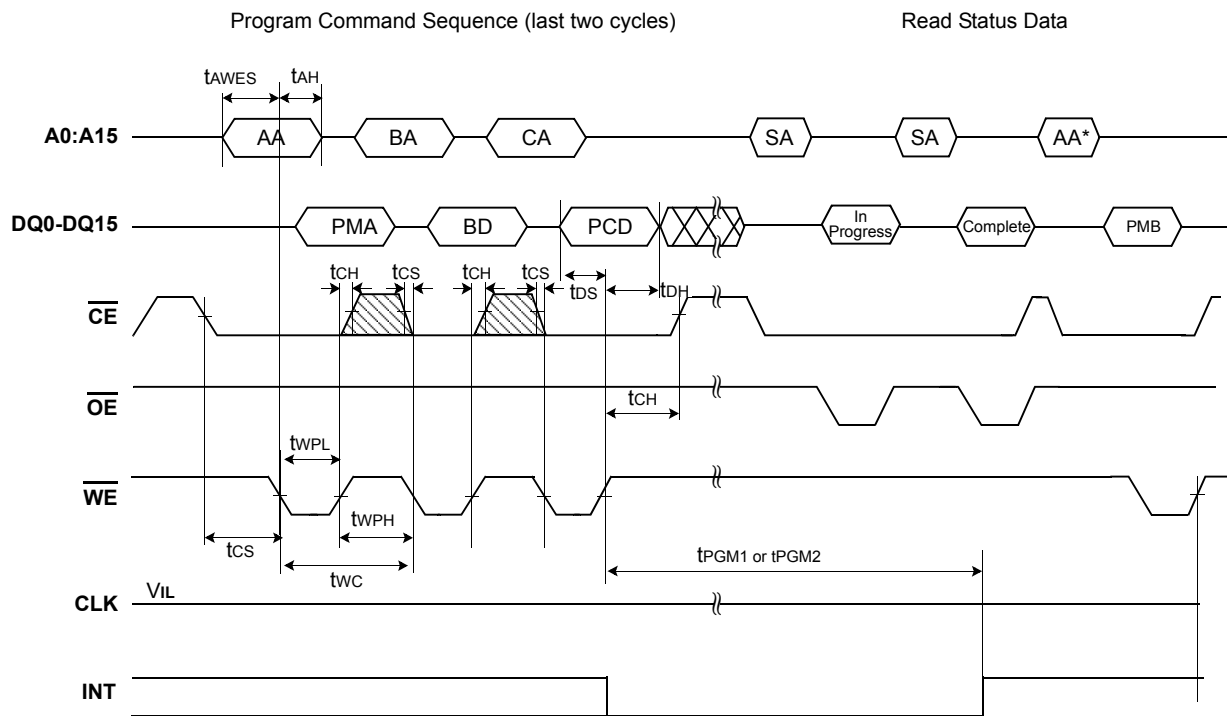 Program Command Sequence (last two cycles) Read Status Data
tAWES tAH
A0:A15 AA BA CA SA SA AA*
DQ0-DQ15 PMA BD PCD In Progress Complete PMB
tCH tCS tCH tCS tDS tDH
CE
OE tCH
tWPL
WE
tWPH
tCS tPGM1 or tPGM2
tWC
CLK VIL
INT